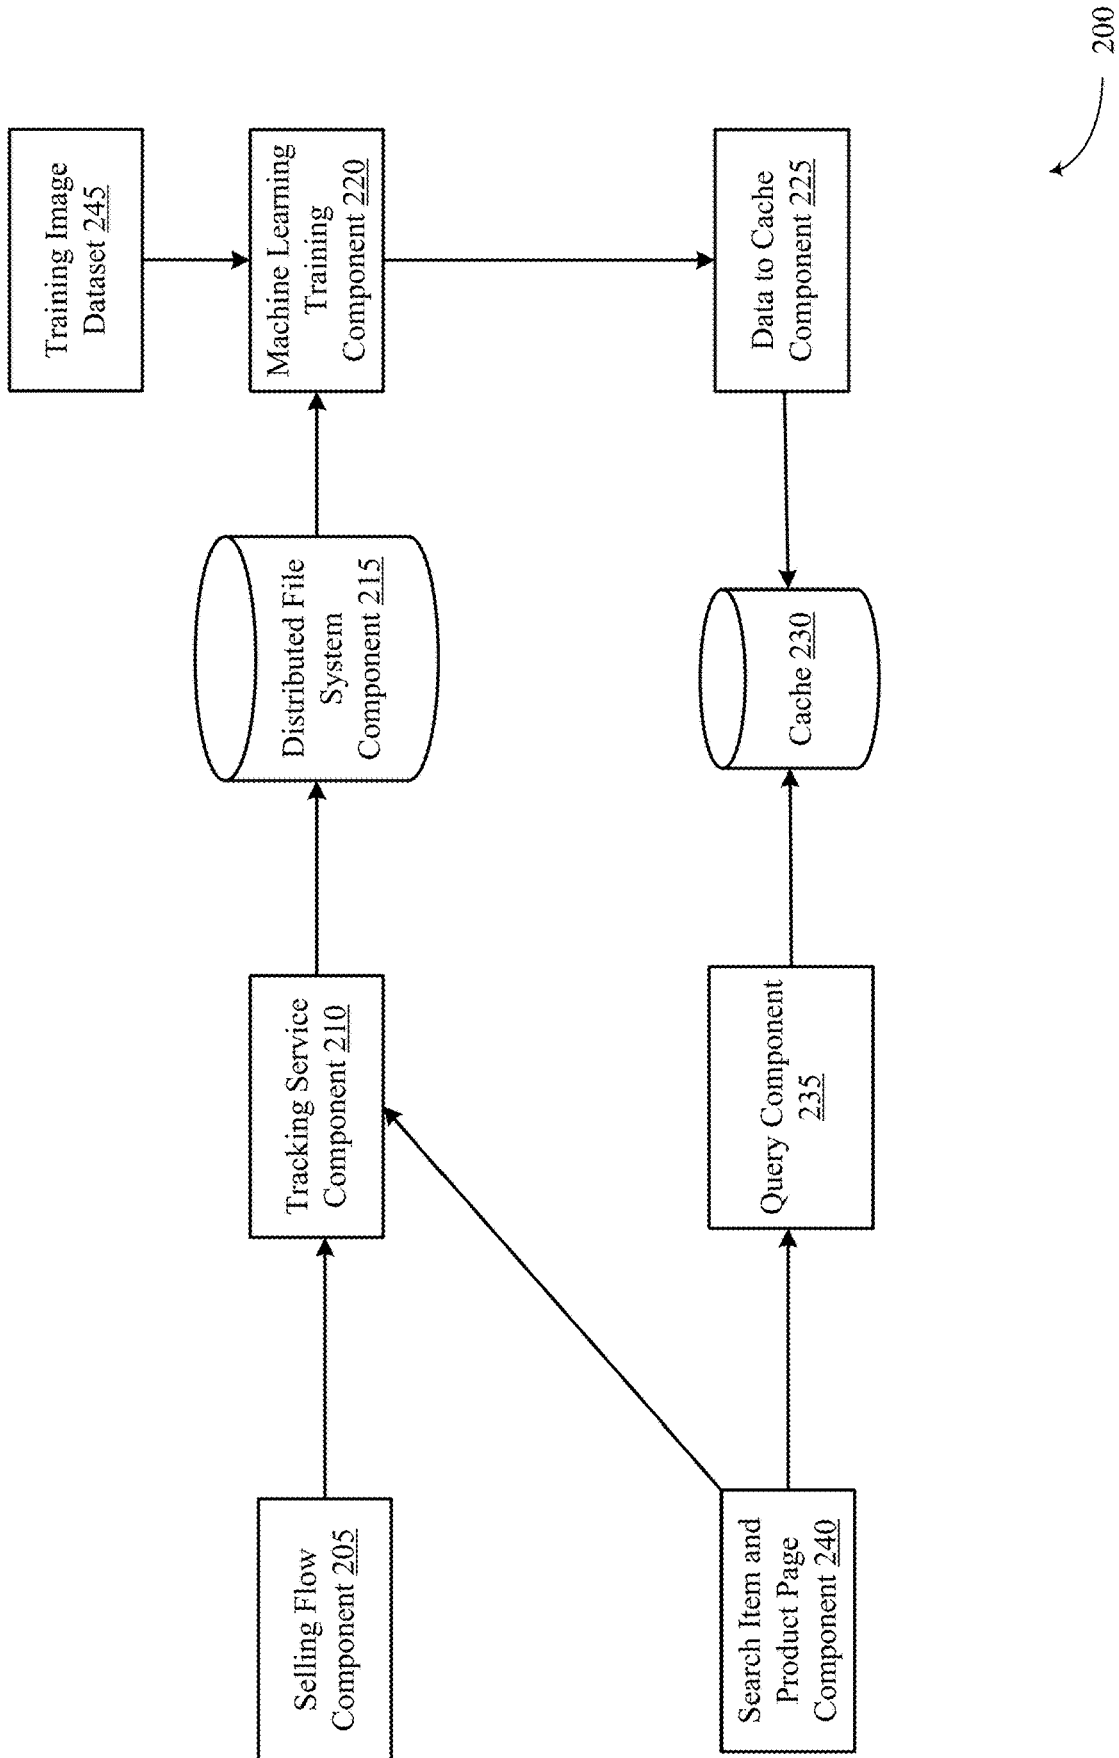 Selling Flow
Component 205
Tracking Service
Component 210
Distributed File
System
Component 215
Machine Learning
Training
Component 220
Training Image
Dataset 245
Search Item and
Product Page
Component 240
Query Component
235
Cache 230
Data to Cache
Component 225
200